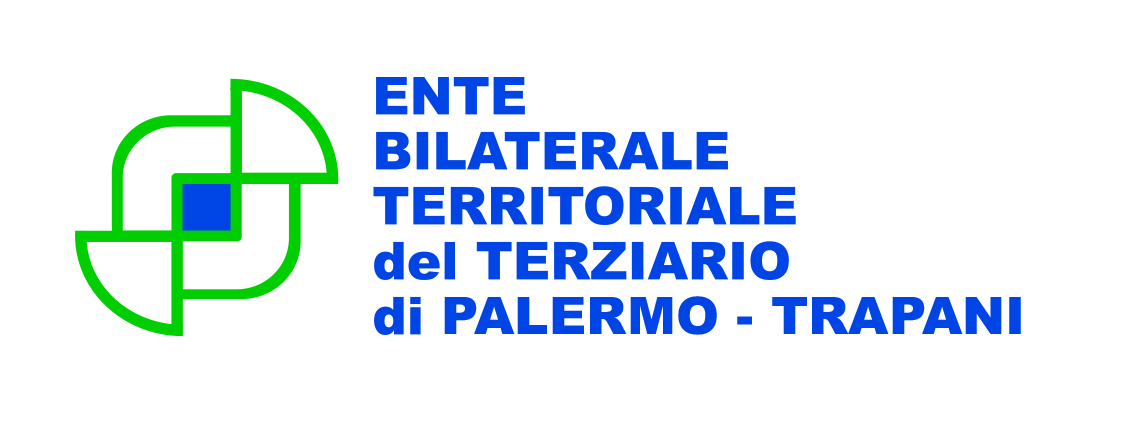 ENTE
BILATERALE
TERRITORIALE
del TERZIARIO
di PALERMO - TRAPANI